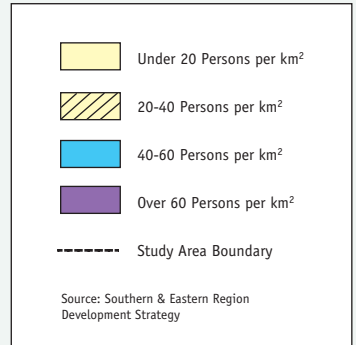 Under 20 Persons per km²
20-40 Persons per km²
40-60 Persons per km²
Over 60 Persons per km²
Study Area Boundary
Source: Southern & Eastern Region
Development Strategy